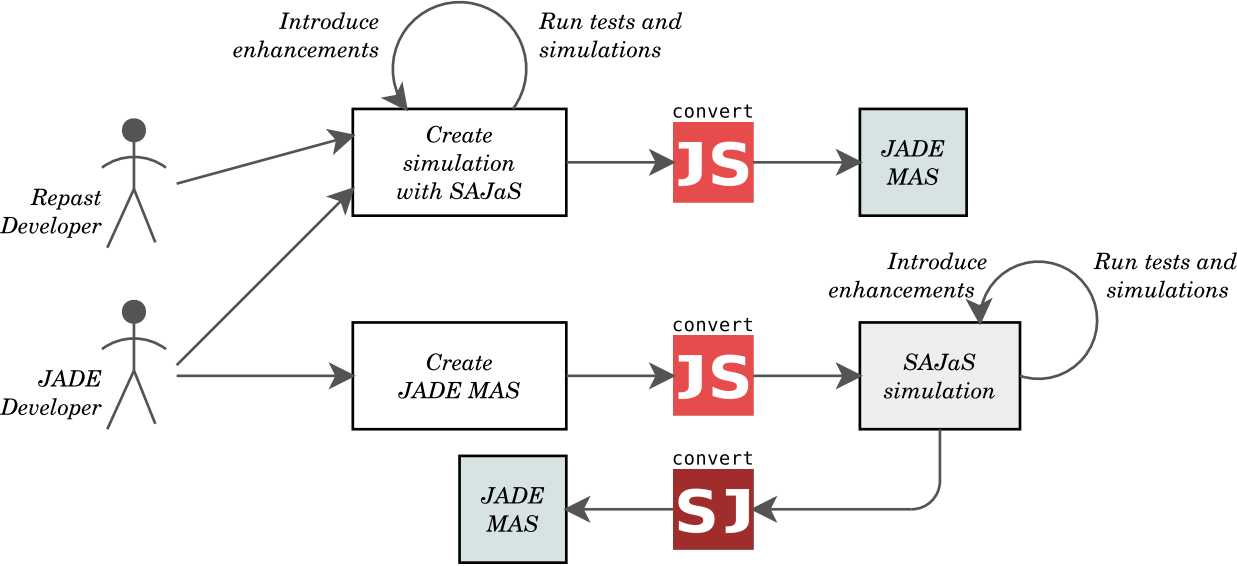 Introduce
enhancements
Run tests and
simulations
Repast
Developer
Create
simulation
with SAJaS
convert
JS
JADE
MAS
JADE
Developer
Create
JADE MAS
convert
JS
Introduce
enhancements
Run tests and
simulations
SAJaS
simulation
convert
SJ
JADE
MAS